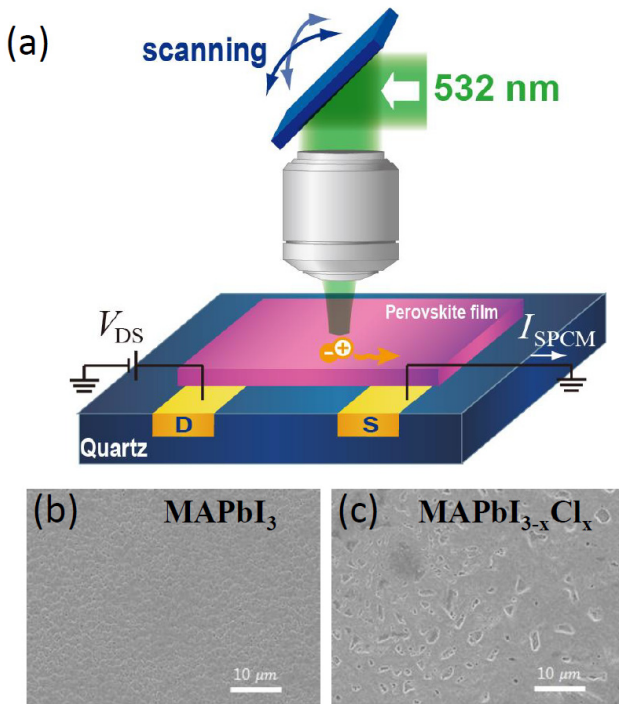 (a)
scanning
532 nm
Perovskite film
V_DS
I_SPCM
− +
D
S
Quartz
(b) MAPbI₃
10 μm
(c) MAPbI₃₋ₓClₓ
10 μm